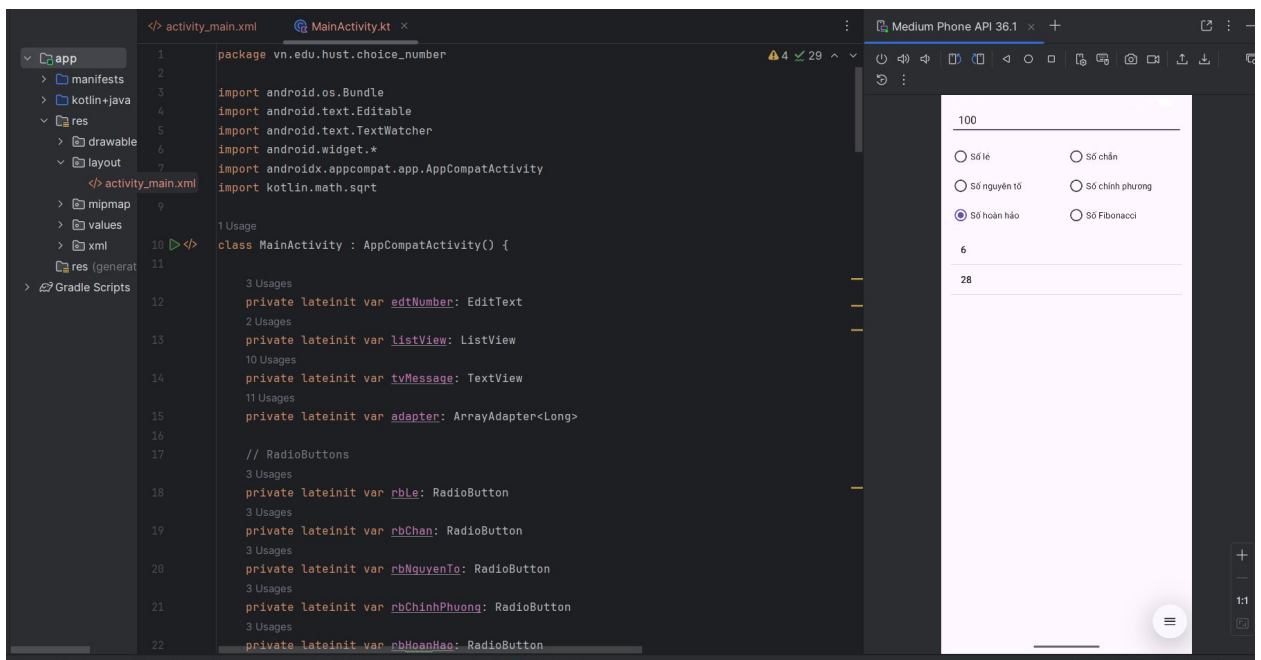 activity_main.xml
MainActivity.kt
Medium Phone API 36.1
app
manifests
kotlin+java
res
drawable
layout
activity_main.xml
mipmap
values
xml
res (generat
Gradle Scripts
4 29
1 package vn.edu.hust.choice_number
2
3 import android.os.Bundle
4 import android.text.Editable
5 import android.text.TextWatcher
6 import android.widget.*
7 import androidx.appcompat.app.AppCompatActivity
import kotlin.math.sqrt
9
1 Usage
10 class MainActivity : AppCompatActivity() {
11
3 Usages
12 private lateinit var edtNumber: EditText
2 Usages
13 private lateinit var listView: ListView
10 Usages
14 private lateinit var tvMessage: TextView
11 Usages
15 private lateinit var adapter: ArrayAdapter<Long>
16
17 // RadioButtons
3 Usages
18 private lateinit var rbLe: RadioButton
3 Usages
19 private lateinit var rbChan: RadioButton
3 Usages
20 private lateinit var rbNguyenTo: RadioButton
3 Usages
21 private lateinit var rbChinhPhuong: RadioButton
3 Usages
22 private lateinit var rbHoanHao: RadioButton
100
Số lẻ Số chẵn
Số nguyên tố Số chính phương
Số hoàn hảo Số Fibonacci
6
28
1:1